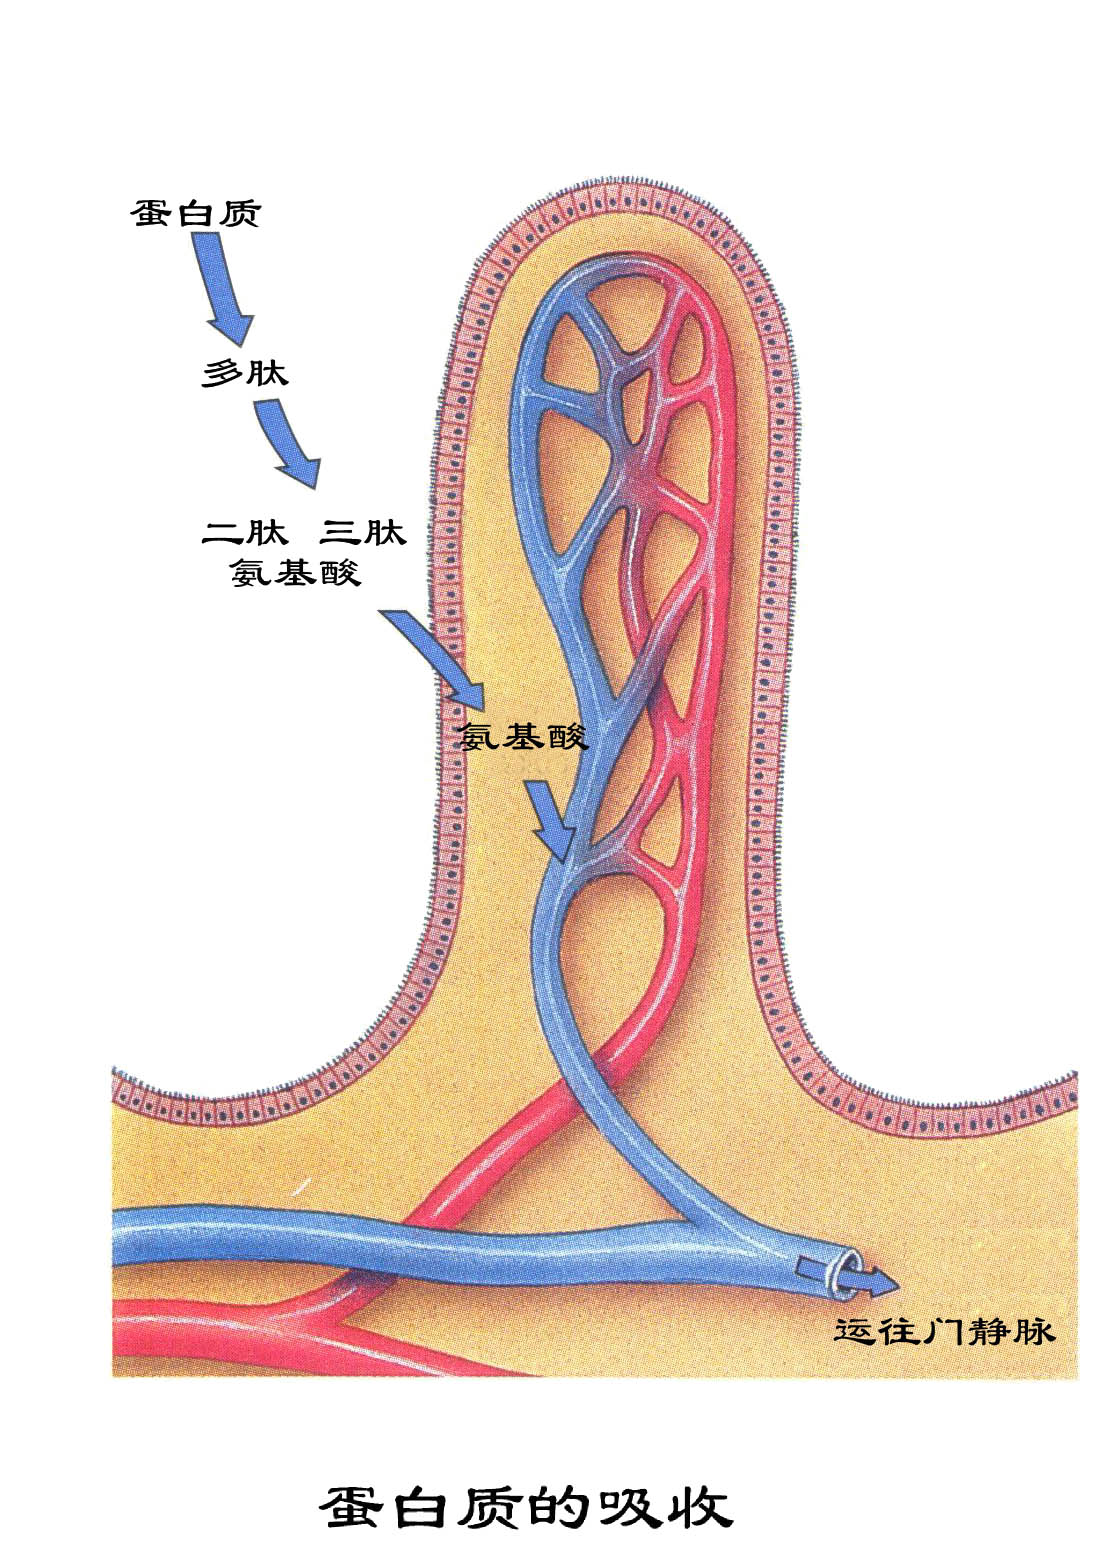 蛋白质
多肽
二肽 三肽
氨基酸
氨基酸
运往门静脉
蛋白质的吸收